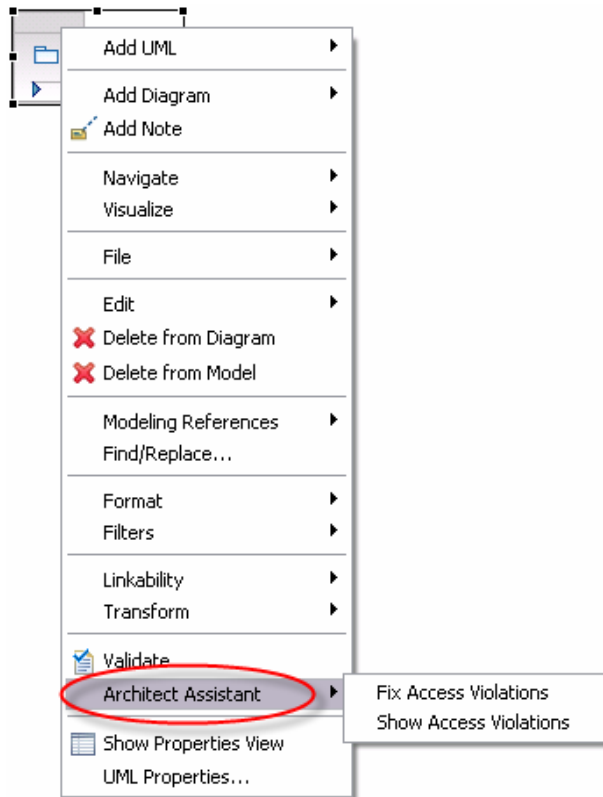 Add UML
Add Diagram
Add Note
Navigate
Visualize
File
Edit
Delete from Diagram
Delete from Model
Modeling References
Find/Replace...
Format
Filters
Linkability
Transform
Validate
Architect Assistant
Fix Access Violations
Show Access Violations
Show Properties View
UML Properties...